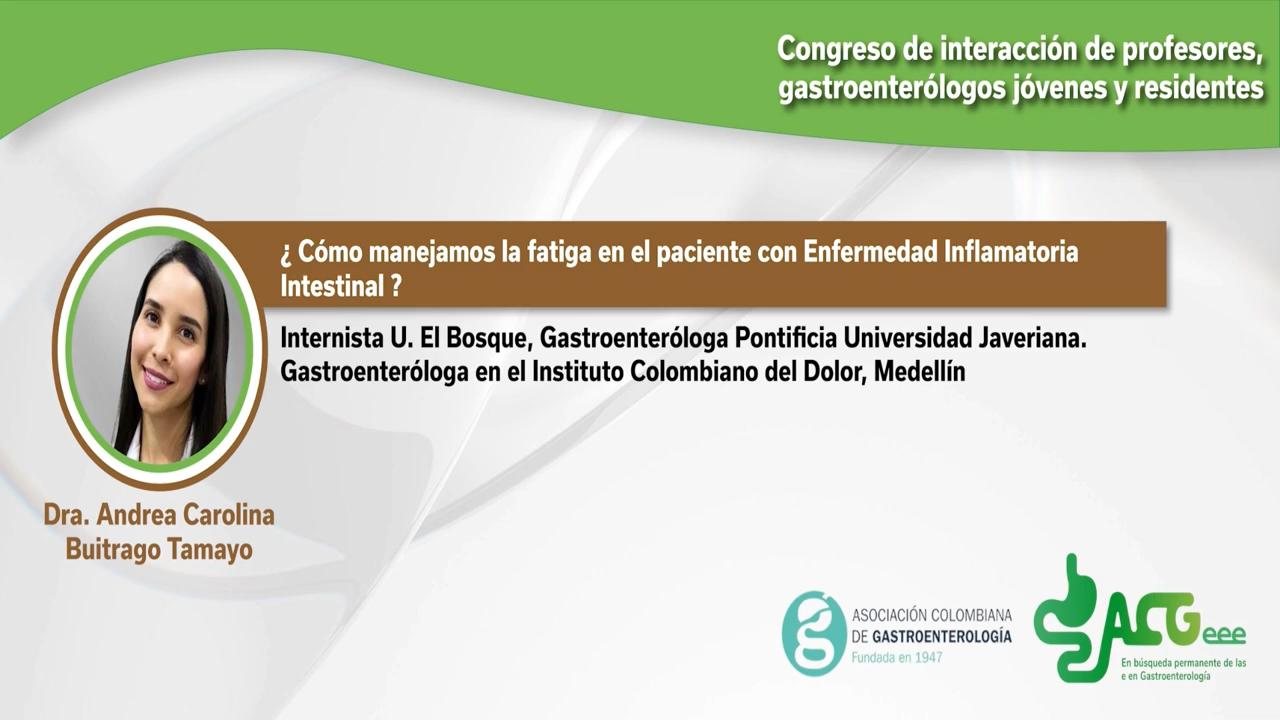 Congreso de interacción de profesores,
gastroenterólogos jóvenes y residentes
¿ Cómo manejamos la fatiga en el paciente con Enfermedad Inflamatoria
Intestinal ?
Internista U. El Bosque, Gastroenteróloga Pontificia Universidad Javeriana.
Gastroenteróloga en el Instituto Colombiano del Dolor, Medellín
Dra. Andrea Carolina
Buitrago Tamayo
ASOCIACIÓN COLOMBIANA
DE GASTROENTEROLOGÍA
Fundada en 1947
ACGeee
En búsqueda permanente de las
e en Gastroenterología